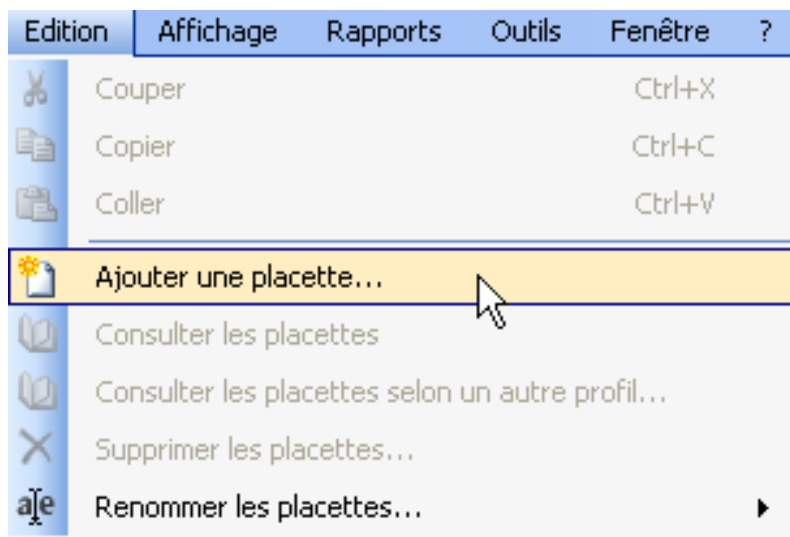 Edition Affichage Rapports Outils Fenêtre ?
Couper Ctrl+X
Copier Ctrl+C
Coller Ctrl+V
Ajouter une placette...
Consulter les placettes
Consulter les placettes selon un autre profil...
Supprimer les placettes...
Renommer les placettes...